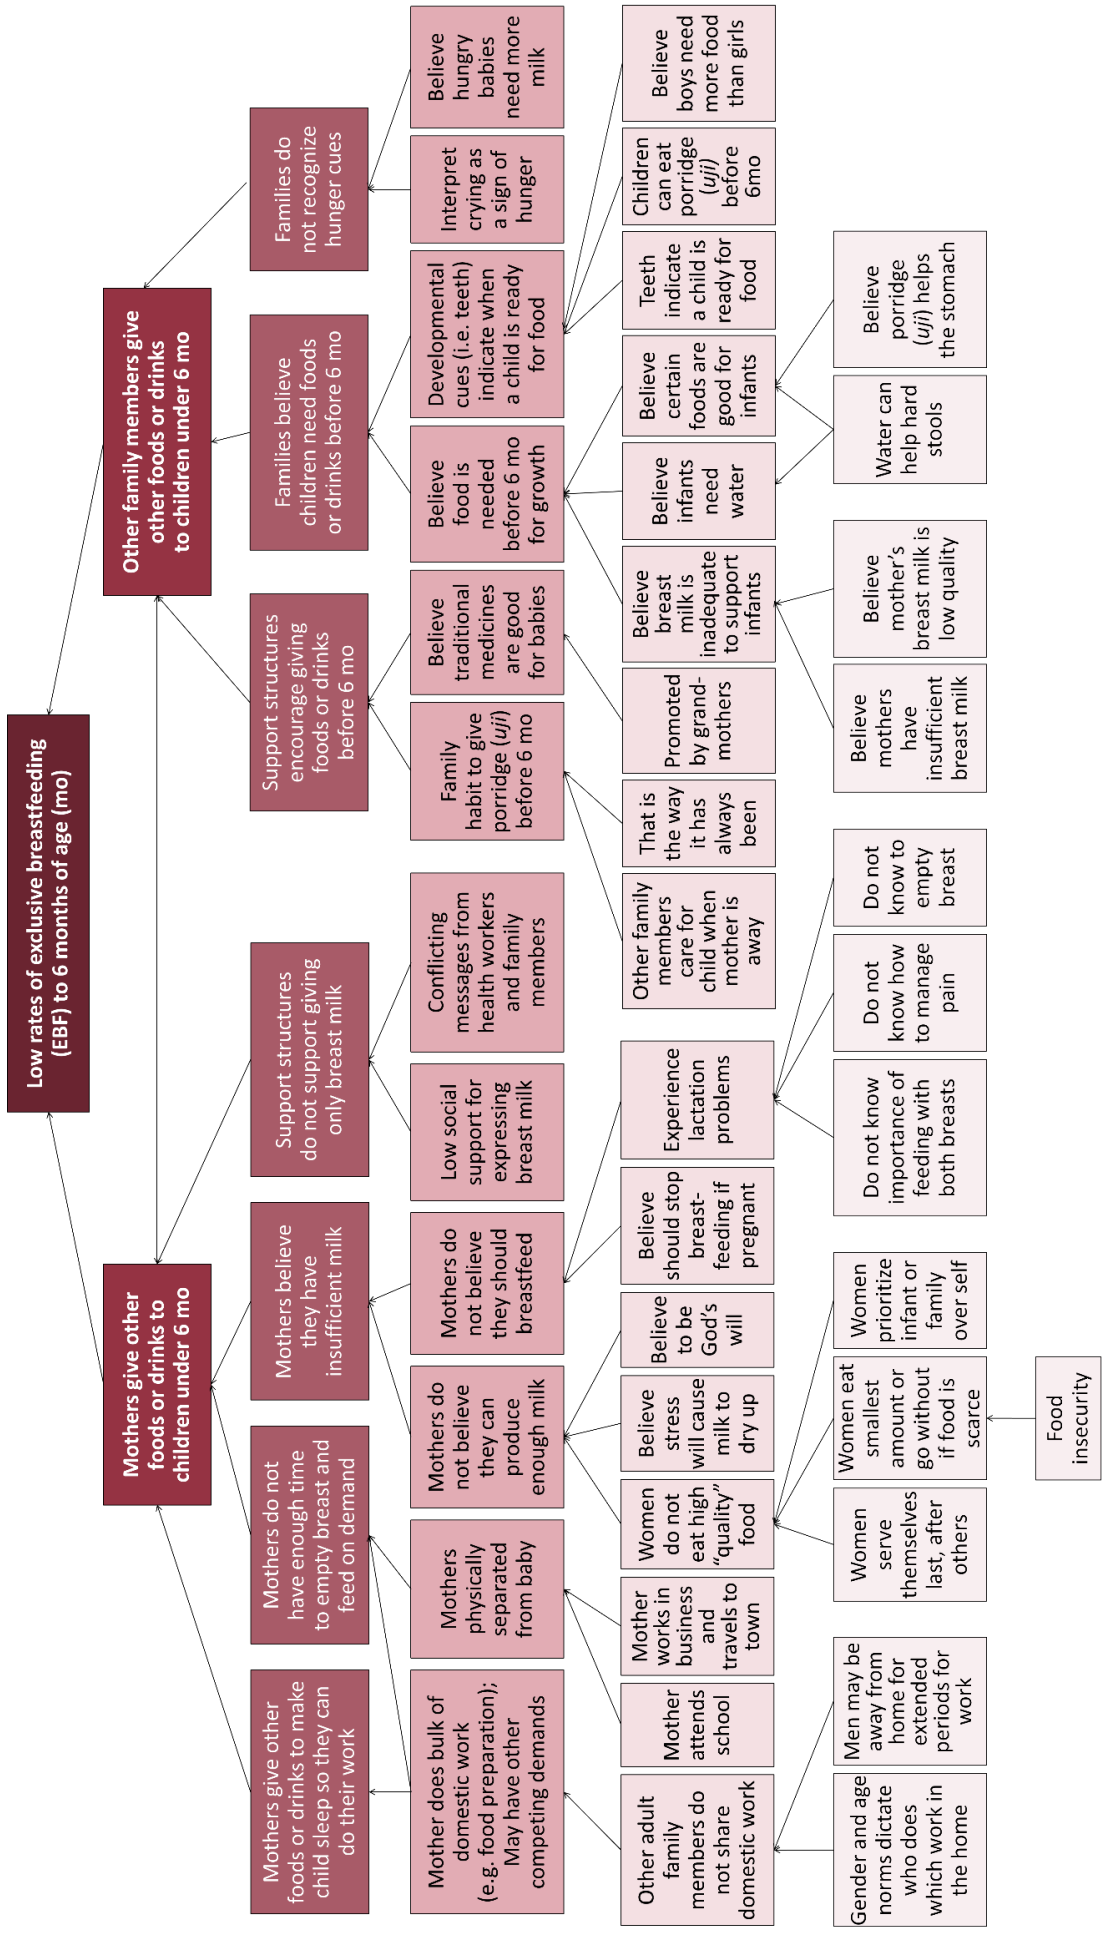 Low rates of exclusive breastfeeding
(EBF) to 6 months of age (mo)
Mothers give other
foods or drinks to
children under 6 mo
Other family members give
other foods or drinks
to children under 6 mo
Mothers give other
foods or drinks to make
child sleep so they can
do their work
Mothers do not
have enough time
to empty breast and
feed on demand
Mothers believe
they have
insufficient milk
Support structures
do not support giving
only breast milk
Support structures
encourage giving
foods or drinks
before 6 mo
Families believe
children need foods
or drinks before 6 mo
Families do
not recognize
hunger cues
Mother does bulk of
domestic work
(e.g. food preparation);
May have other
competing demands
Mothers
physically
separated
from baby
Mothers do
not believe
they can
produce
enough milk
Mothers do
not believe
they should
breastfeed
Low social
support for
expressing
breast milk
Conflicting
messages from
health workers
and family
members
Family
habit to give
porridge (uji)
before 6 mo
Believe
traditional
medicines
are good
for babies
Believe
food is
needed
before 6 mo
for growth
Developmental
cues (i.e. teeth)
indicate when
a child is ready
for food
Interpret
crying as
a sign of
hunger
Believe
hungry
babies
need more
milk
Other adult
family
members do
not share
domestic work
Mother
attends
school
Mother
works in
business
and
travels to
town
Women
do not
eat high
“quality”
food
Believe
stress
will cause
milk to
dry up
Believe
to be
God’s
will
Believe
should stop
breast-
feeding if
pregnant
Experience
lactation
problems
Other family
members
care for
child when
mother is
away
That is
the way
it has
always
been
Promoted
by grand-
mothers
Believe
breast
milk is
inadequate
to support
infants
Believe
infants
need
water
Believe
certain
foods are
good for
infants
Teeth
indicate
a child is
ready for
food
Children
can eat
porridge
(uji)
before
6mo
Believe
boys need
more food
than girls
Gender and age
norms dictate
who does
which work in
the home
Men may be
away from
home for
extended
periods for
work
Women
serve
themselves
last, after
others
Women eat
smallest
amount or
go without
if food is
scarce
Women
prioritize
infant or
family
over self
Do not know
importance of
feeding with
both breasts
Do not
know how
to manage
pain
Do not
know to
empty
breast
Believe
mothers
have
insufficient
breast milk
Believe
mother’s
breast milk is
low quality
Water can
help hard
stools
Believe
porridge
(uji) helps
the stomach
Food
insecurity